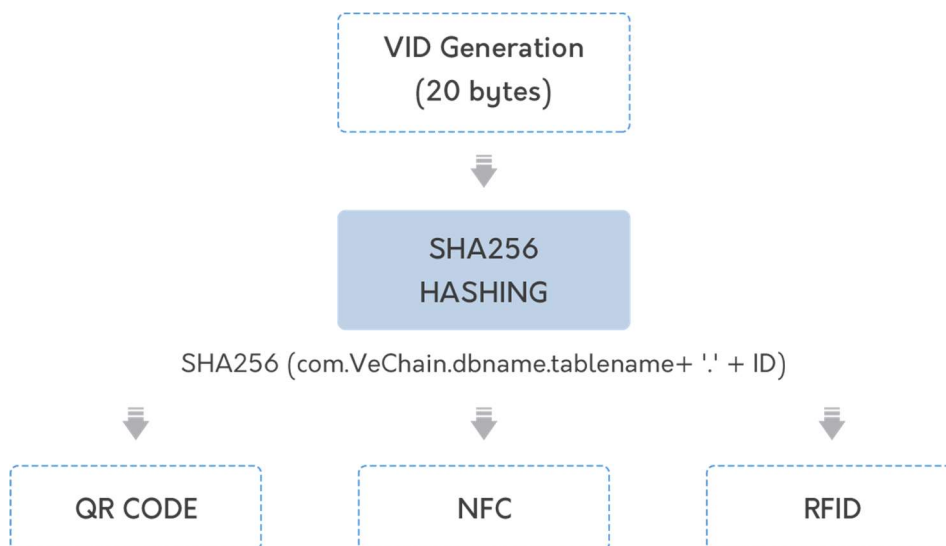 VID Generation
(20 bytes)
SHA256
HASHING
SHA256 (com.VeChain.dbname.tablename+ '.' + ID)
QR CODE
NFC
RFID